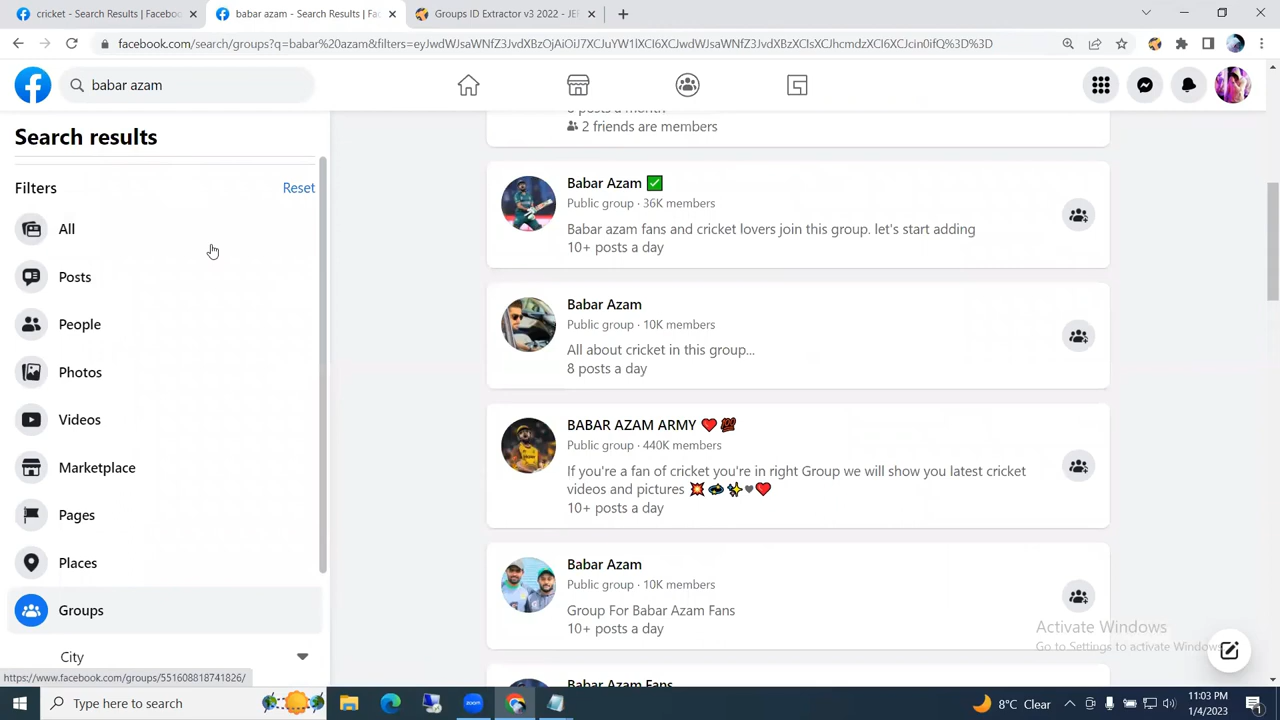 cricket - Search Results | Faceboo
babar azam - Search Results | Fac
Groups ID Extractor v3 2022 - JEI
facebook.com/search/groups?q=babar%20azam&filters=eyJwdWJsaWNfZ3JvdXBzOjAiOiJ7XCJuYW1lXCI6XCJwdWJsaWNfZ3JvdXBzXCIsXCJhcmdzXCI6XCJcIn0ifQ%3D%3D
babar azam
Search results
Filters
Reset
All
Posts
People
Photos
Videos
Marketplace
Pages
Places
Groups
City
https://www.facebook.com/groups/551608818741826/
2 friends are members
Babar Azam ✅
Public group · 36K members
Babar azam fans and cricket lovers join this group. let's start adding
10+ posts a day
Babar Azam
Public group · 10K members
All about cricket in this group...
8 posts a day
BABAR AZAM ARMY ❤️💯
Public group · 440K members
If you're a fan of cricket you're in right Group we will show you latest cricket
videos and pictures 💥👁️✨♥❤️
10+ posts a day
Babar Azam
Public group · 10K members
Group For Babar Azam Fans
10+ posts a day
Babar Azam Fans
Activate Windows
Go to Settings to activate Windows.
Type here to search
zoom
8°C Clear
11:03 PM
1/4/2023